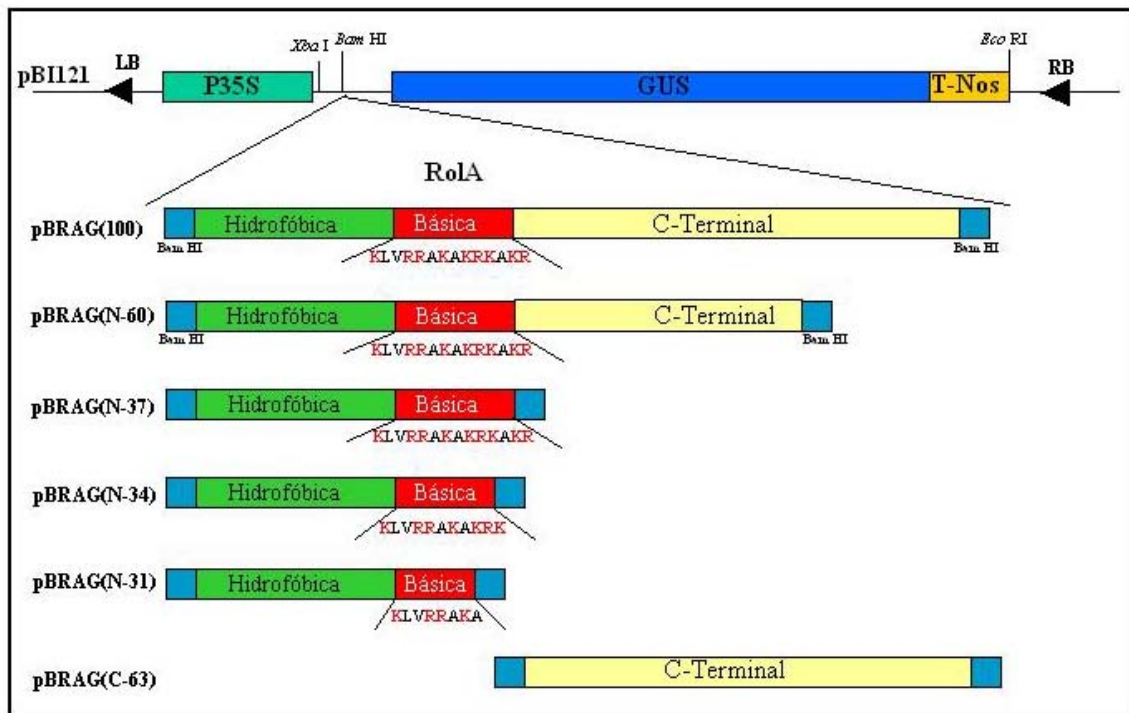 Xba I Bam HI Eco RI
pBI121 LB P35S GUS T-Nos RB
RolA
pBRAG(100) Hidrofóbica Básica C-Terminal
Bam HI KLVRRAKAKRKAKR Bam HI
pBRAG(N-60) Hidrofóbica Básica C-Terminal
Bam HI KLVRRAKAKRKAKR Bam HI
pBRAG(N-37) Hidrofóbica Básica
KLVRRAKAKRKAKR
pBRAG(N-34) Hidrofóbica Básica
KLVRRAKAKRK
pBRAG(N-31) Hidrofóbica Básica
KLVRRAKA
pBRAG(C-63) C-Terminal